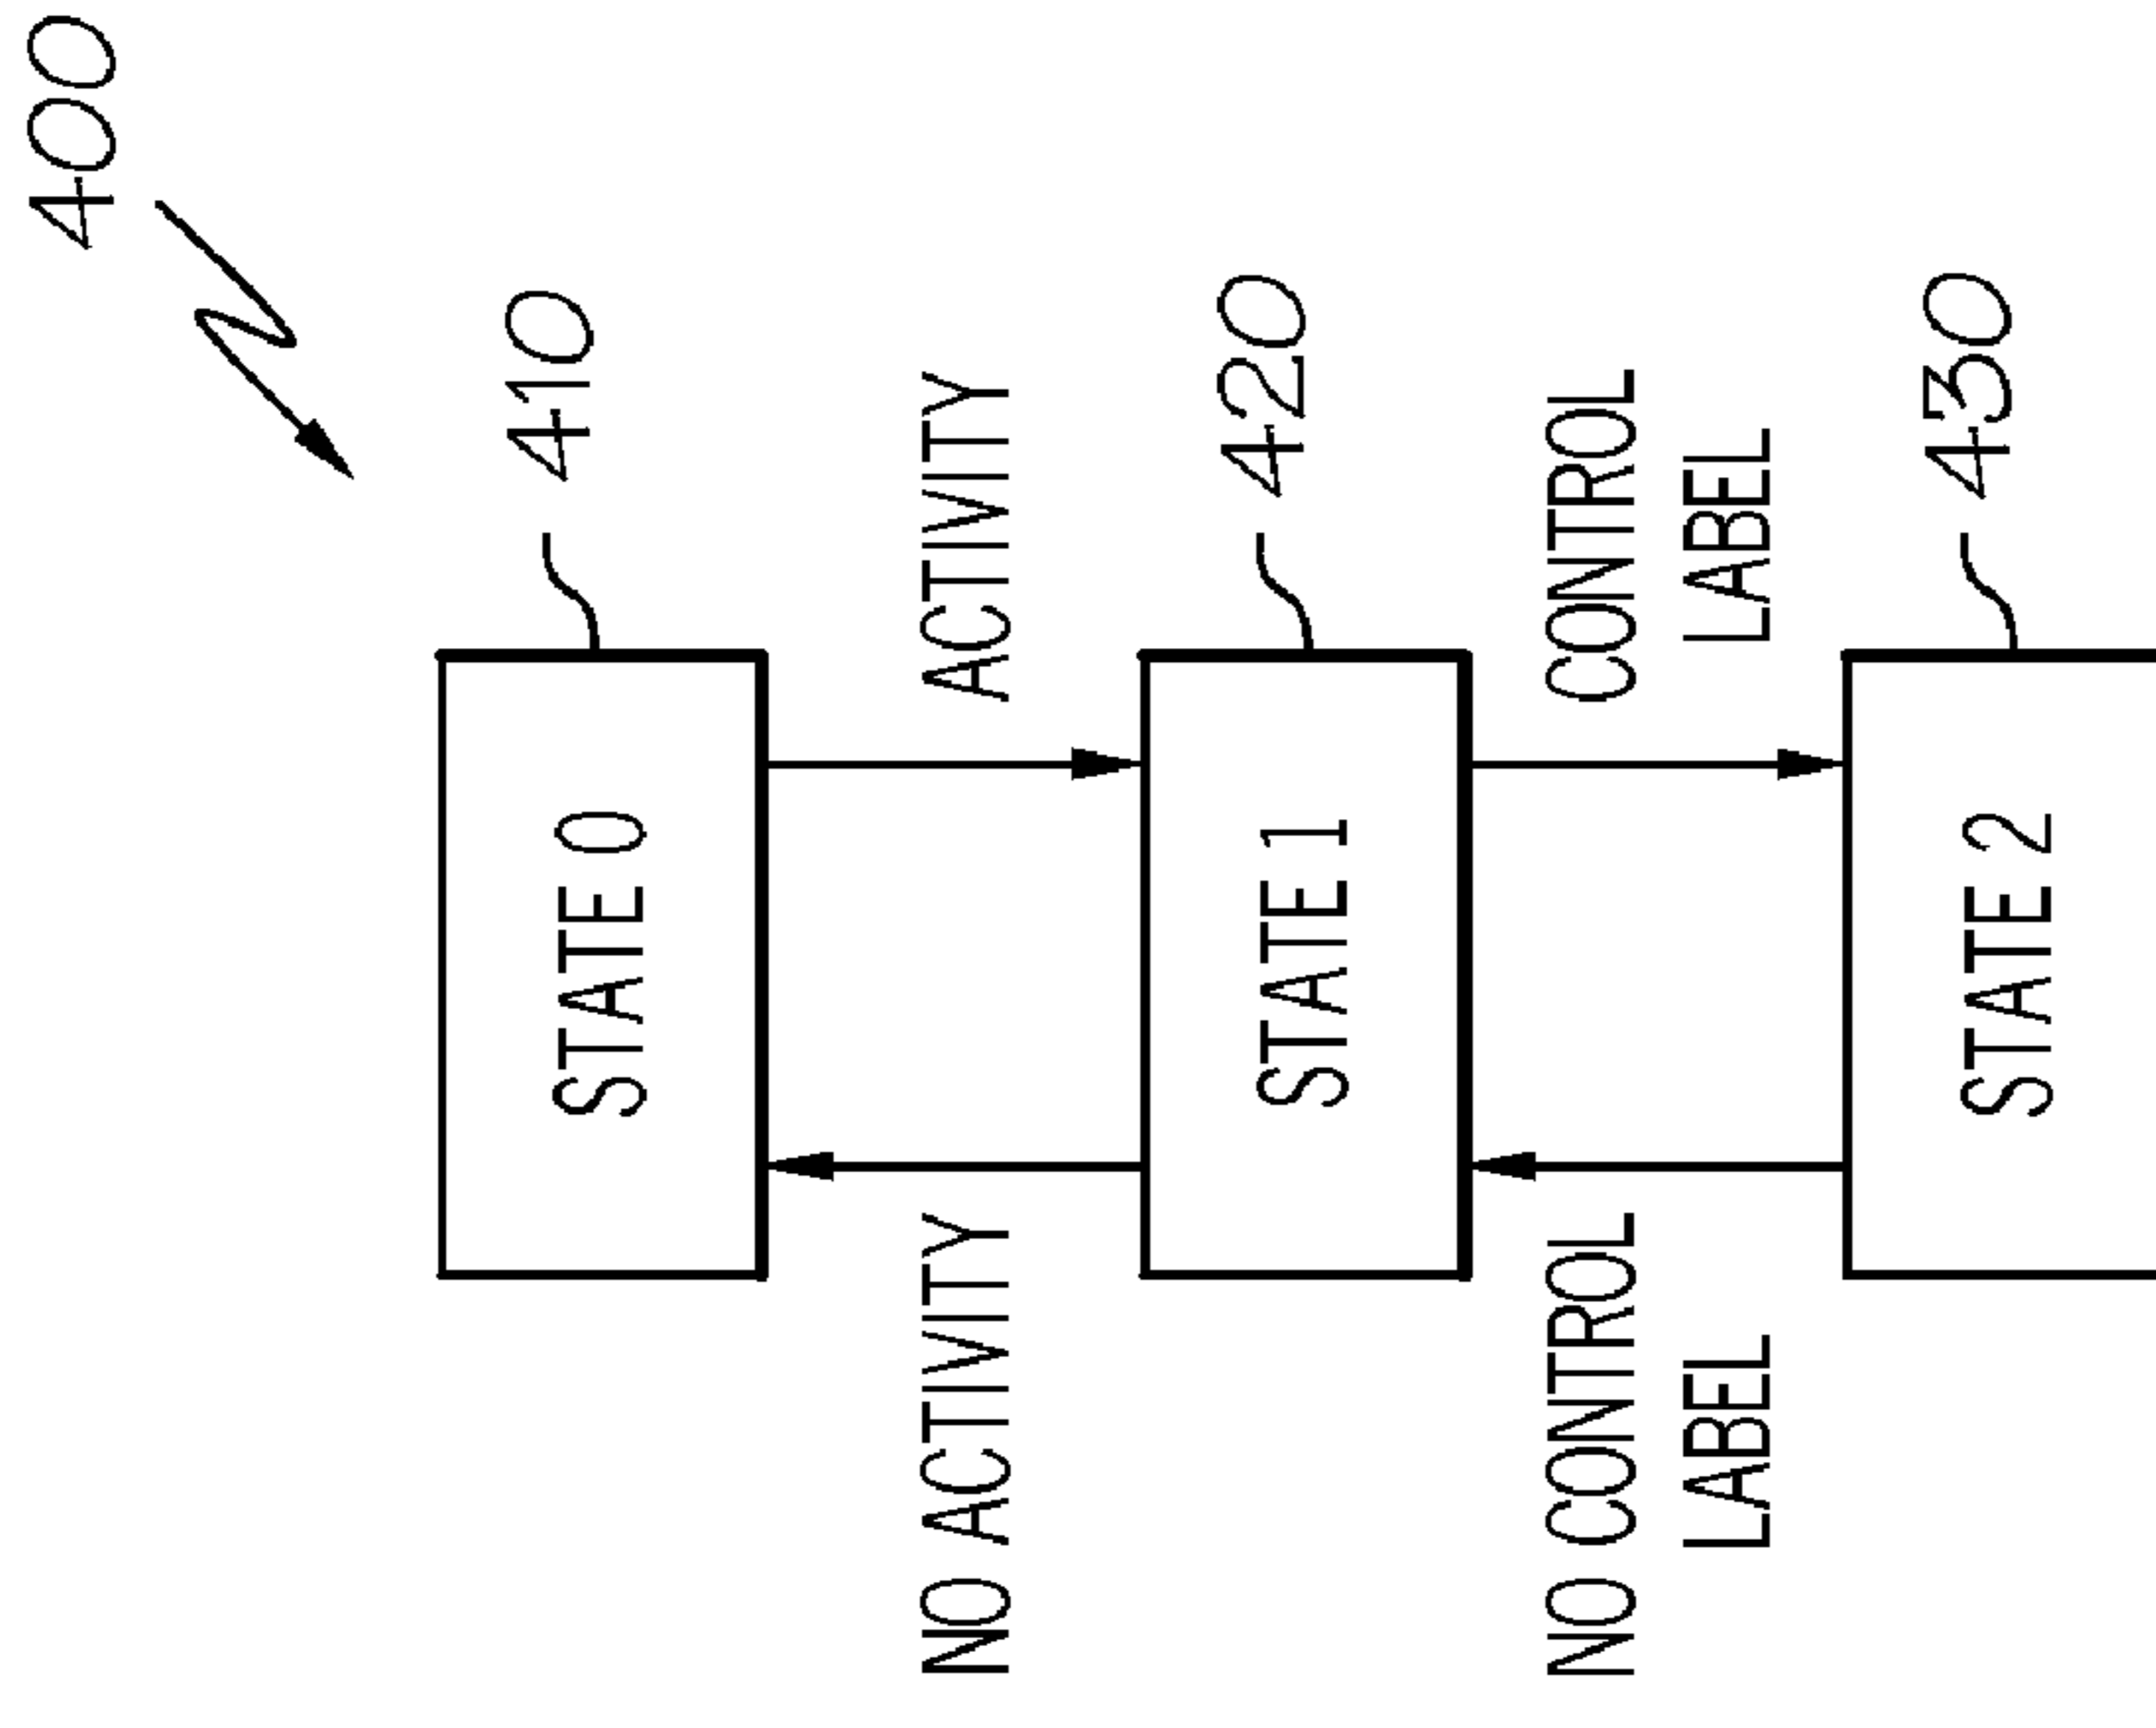 400
410
STATE 0
NO ACTIVITY
ACTIVITY
420
STATE 1
NO CONTROL
LABEL
CONTROL
LABEL
430
STATE 2